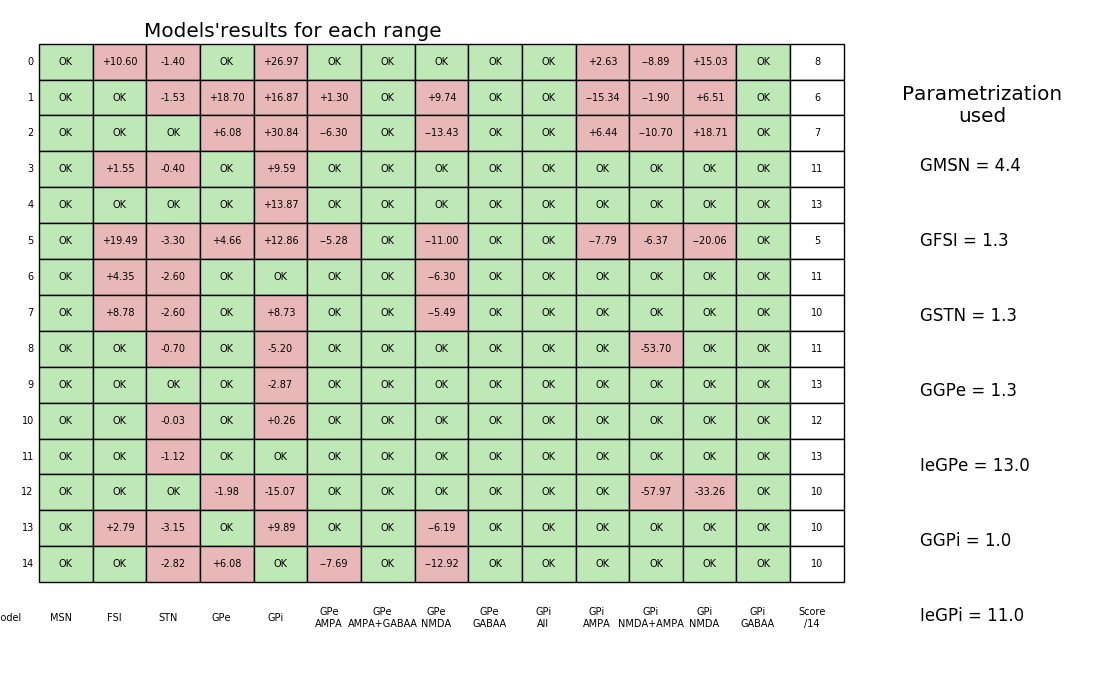 Models'results for each range
0 OK +10.60 -1.40 OK +26.97 OK OK OK OK OK +2.63 −8.89 +15.03 OK 8
1 OK OK -1.53 +18.70 +16.87 +1.30 OK +9.74 OK OK −15.34 −1.90 +6.51 OK 6
2 OK OK OK +6.08 +30.84 −6.30 OK −13.43 OK OK +6.44 −10.70 +18.71 OK 7
3 OK +1.55 -0.40 OK +9.59 OK OK OK OK OK OK OK OK OK 11
4 OK OK OK OK +13.87 OK OK OK OK OK OK OK OK OK 13
5 OK +19.49 -3.30 +4.66 +12.86 −5.28 OK −11.00 OK OK −7.79 -6.37 −20.06 OK 5
6 OK +4.35 -2.60 OK OK OK OK −6.30 OK OK OK OK OK OK 11
7 OK +8.78 -2.60 OK +8.73 OK OK −5.49 OK OK OK OK OK OK 10
8 OK OK -0.70 OK -5.20 OK OK OK OK OK OK -53.70 OK OK 11
9 OK OK OK OK -2.87 OK OK OK OK OK OK OK OK OK 13
10 OK OK -0.03 OK +0.26 OK OK OK OK OK OK OK OK OK 12
11 OK OK -1.12 OK OK OK OK OK OK OK OK OK OK OK 13
12 OK OK OK -1.98 -15.07 OK OK OK OK OK OK -57.97 -33.26 OK 10
13 OK +2.79 -3.15 OK +9.89 OK OK −6.19 OK OK OK OK OK OK 10
14 OK OK -2.82 +6.08 OK −7.69 OK −12.92 OK OK OK OK OK OK 10
odel MSN FSI STN GPe GPi GPe GPe GPe GPe GPi GPi GPi GPi GPi Score
AMPA AMPA+GABAA NMDA GABAA All AMPA NMDA+AMPA NMDA GABAA /14
Parametrization
used
GMSN = 4.4
GFSI = 1.3
GSTN = 1.3
GGPe = 1.3
IeGPe = 13.0
GGPi = 1.0
IeGPi = 11.0